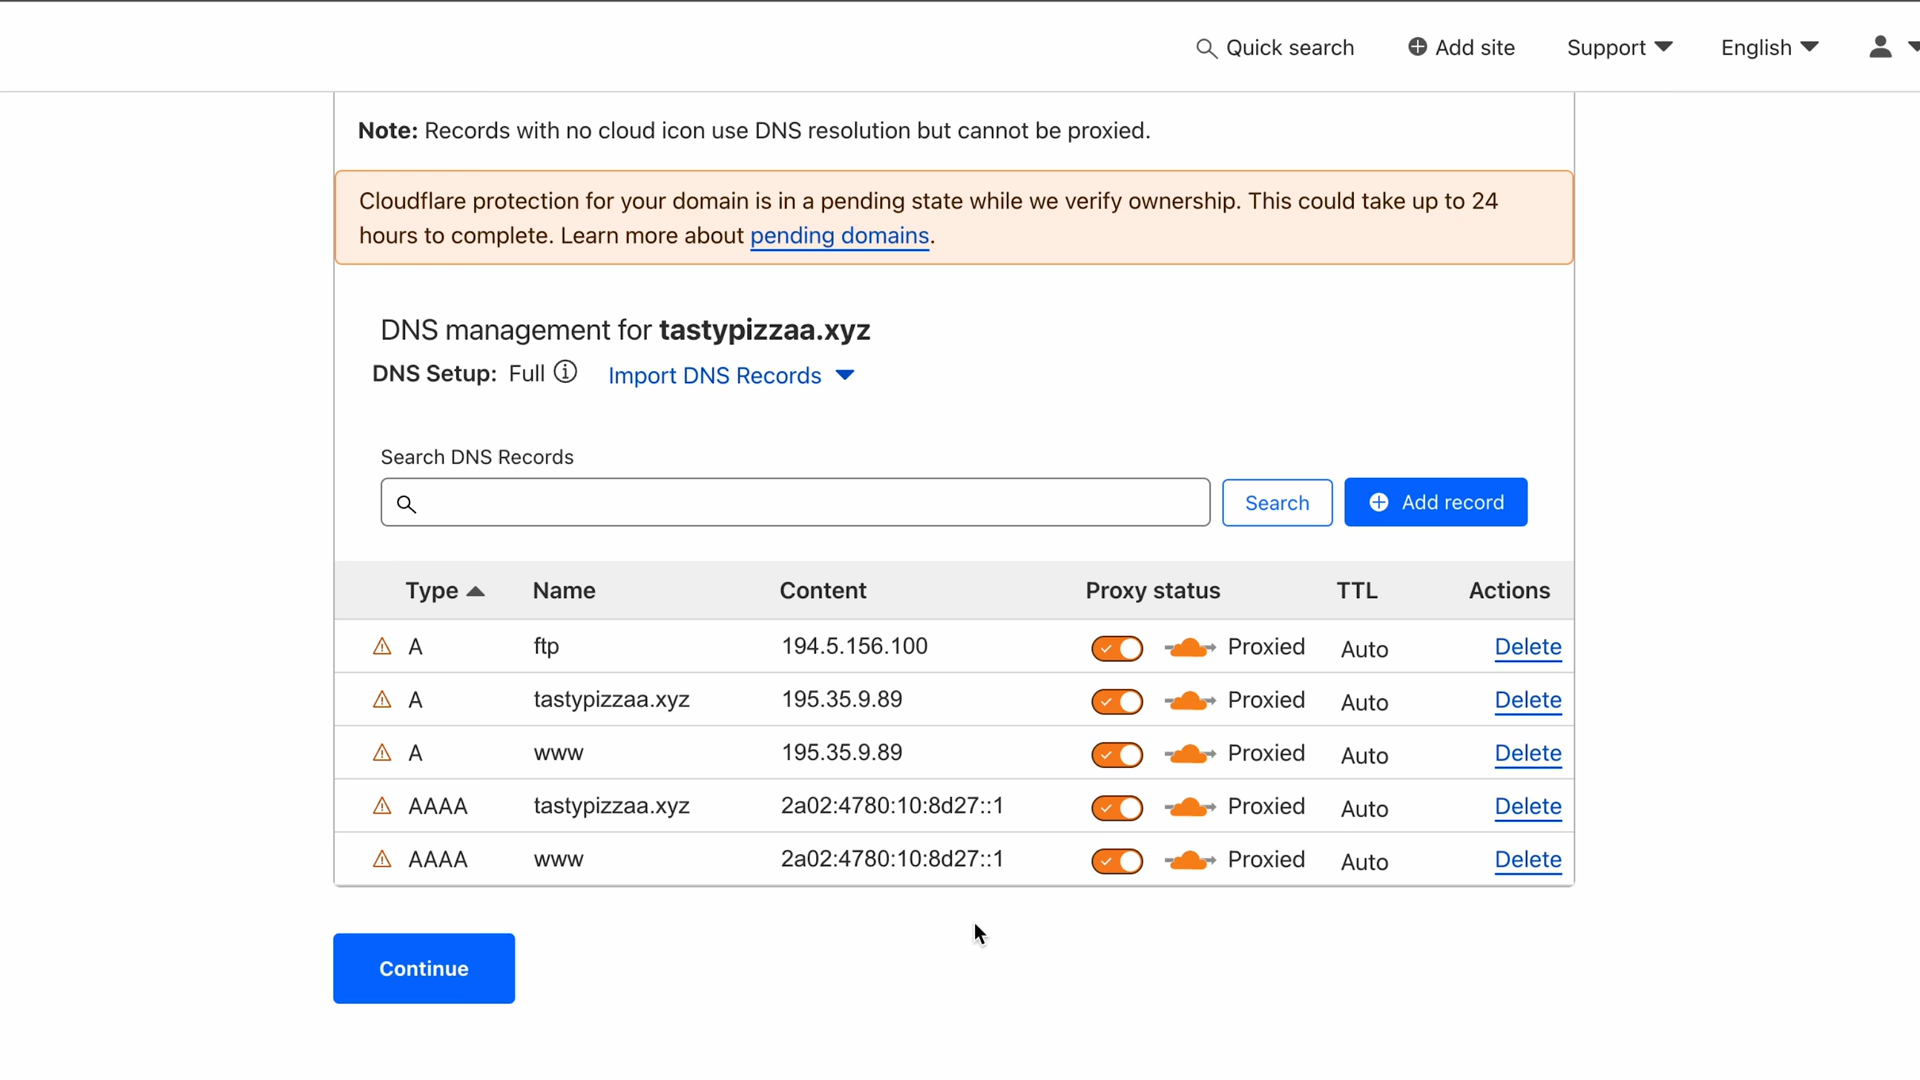 Quick search Add site Support English
Note: Records with no cloud icon use DNS resolution but cannot be proxied.
Cloudflare protection for your domain is in a pending state while we verify ownership. This could take up to 24
hours to complete. Learn more about pending domains.
DNS management for tastypizzaa.xyz
DNS Setup: Full Import DNS Records
Search DNS Records
Search Add record
Type Name Content Proxy status TTL Actions
A ftp 194.5.156.100 Proxied Auto Delete
A tastypizzaa.xyz 195.35.9.89 Proxied Auto Delete
A www 195.35.9.89 Proxied Auto Delete
AAAA tastypizzaa.xyz 2a02:4780:10:8d27::1 Proxied Auto Delete
AAAA www 2a02:4780:10:8d27::1 Proxied Auto Delete
Continue